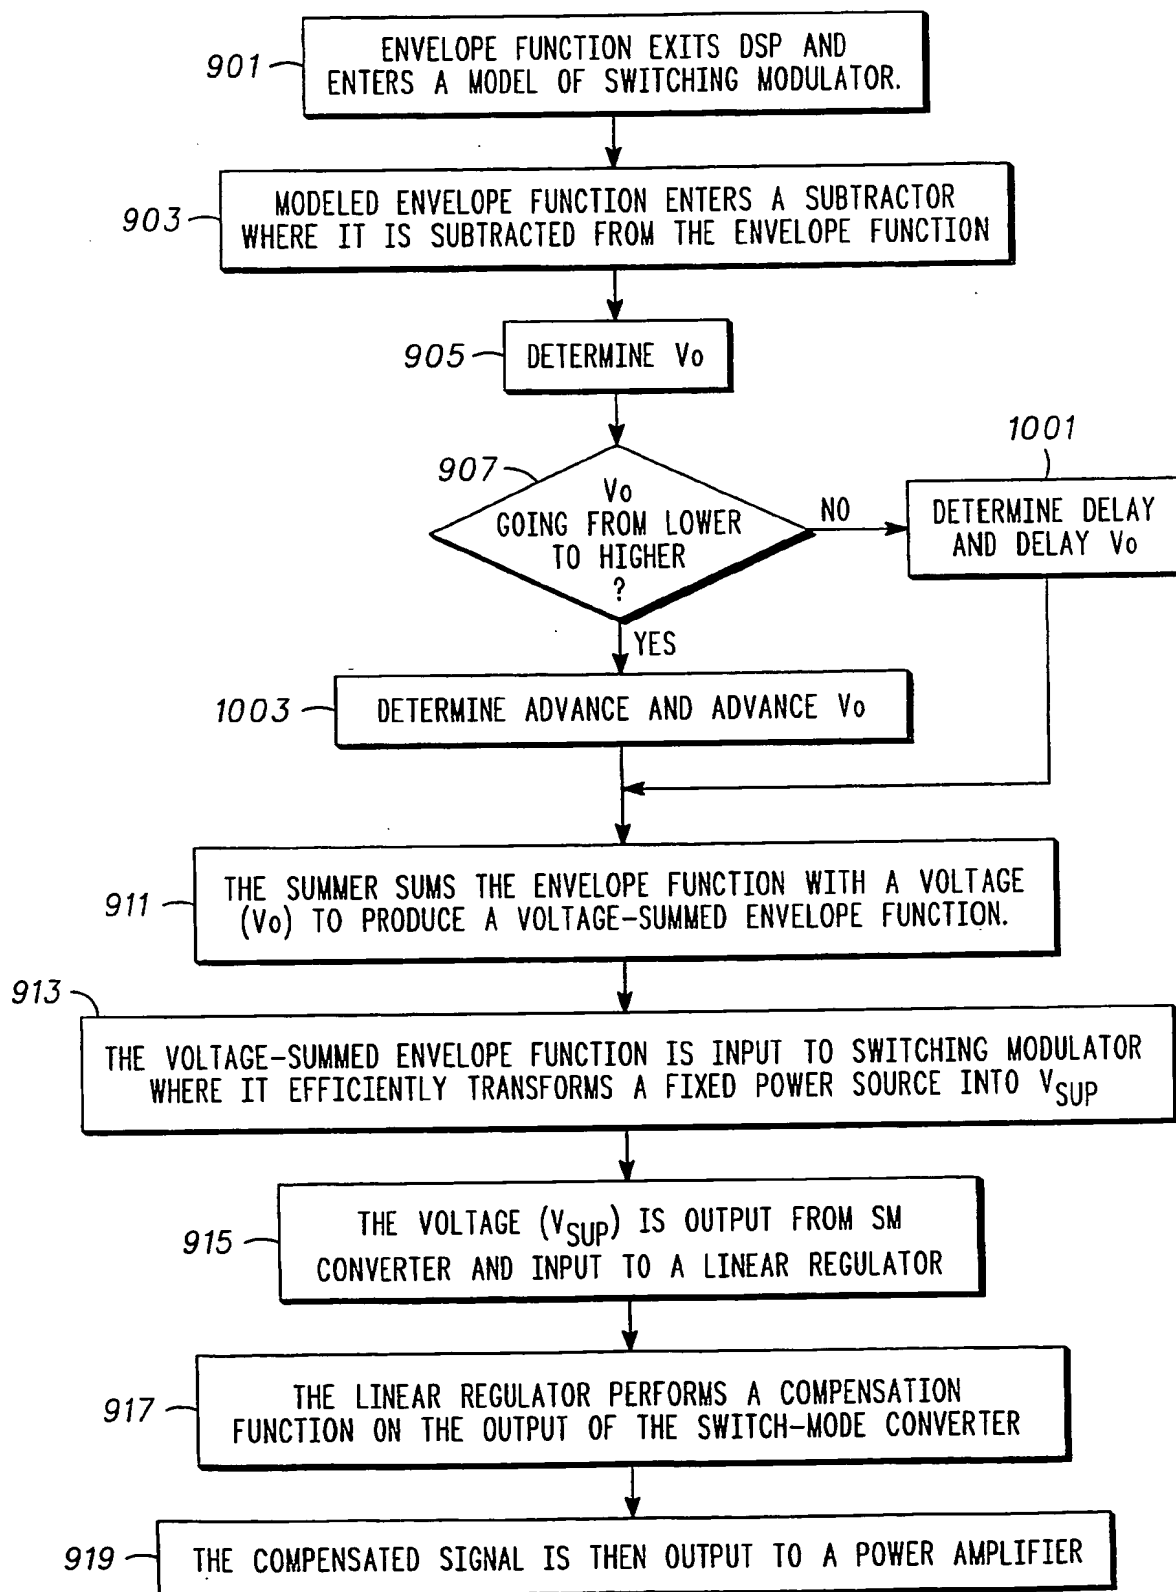 901
ENVELOPE FUNCTION EXITS DSP AND
ENTERS A MODEL OF SWITCHING MODULATOR.
903
MODELED ENVELOPE FUNCTION ENTERS A SUBTRACTOR
WHERE IT IS SUBTRACTED FROM THE ENVELOPE FUNCTION
905
DETERMINE Vo
907
Vo
GOING FROM LOWER
TO HIGHER
?
NO
1001
DETERMINE DELAY
AND DELAY Vo
YES
1003
DETERMINE ADVANCE AND ADVANCE Vo
911
THE SUMMER SUMS THE ENVELOPE FUNCTION WITH A VOLTAGE
(Vo) TO PRODUCE A VOLTAGE-SUMMED ENVELOPE FUNCTION.
913
THE VOLTAGE-SUMMED ENVELOPE FUNCTION IS INPUT TO SWITCHING MODULATOR
WHERE IT EFFICIENTLY TRANSFORMS A FIXED POWER SOURCE INTO VSUP
915
THE VOLTAGE (VSUP) IS OUTPUT FROM SM
CONVERTER AND INPUT TO A LINEAR REGULATOR
917
THE LINEAR REGULATOR PERFORMS A COMPENSATION
FUNCTION ON THE OUTPUT OF THE SWITCH-MODE CONVERTER
919
THE COMPENSATED SIGNAL IS THEN OUTPUT TO A POWER AMPLIFIER